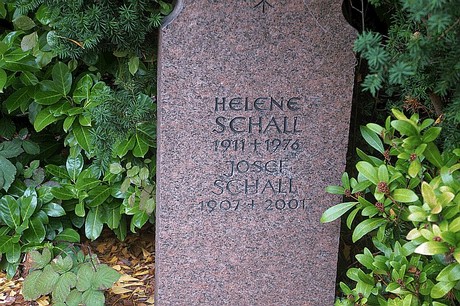 HELENE
SCHALL
1911 + 1976
JOSEF
SCHALL
1907 + 2001